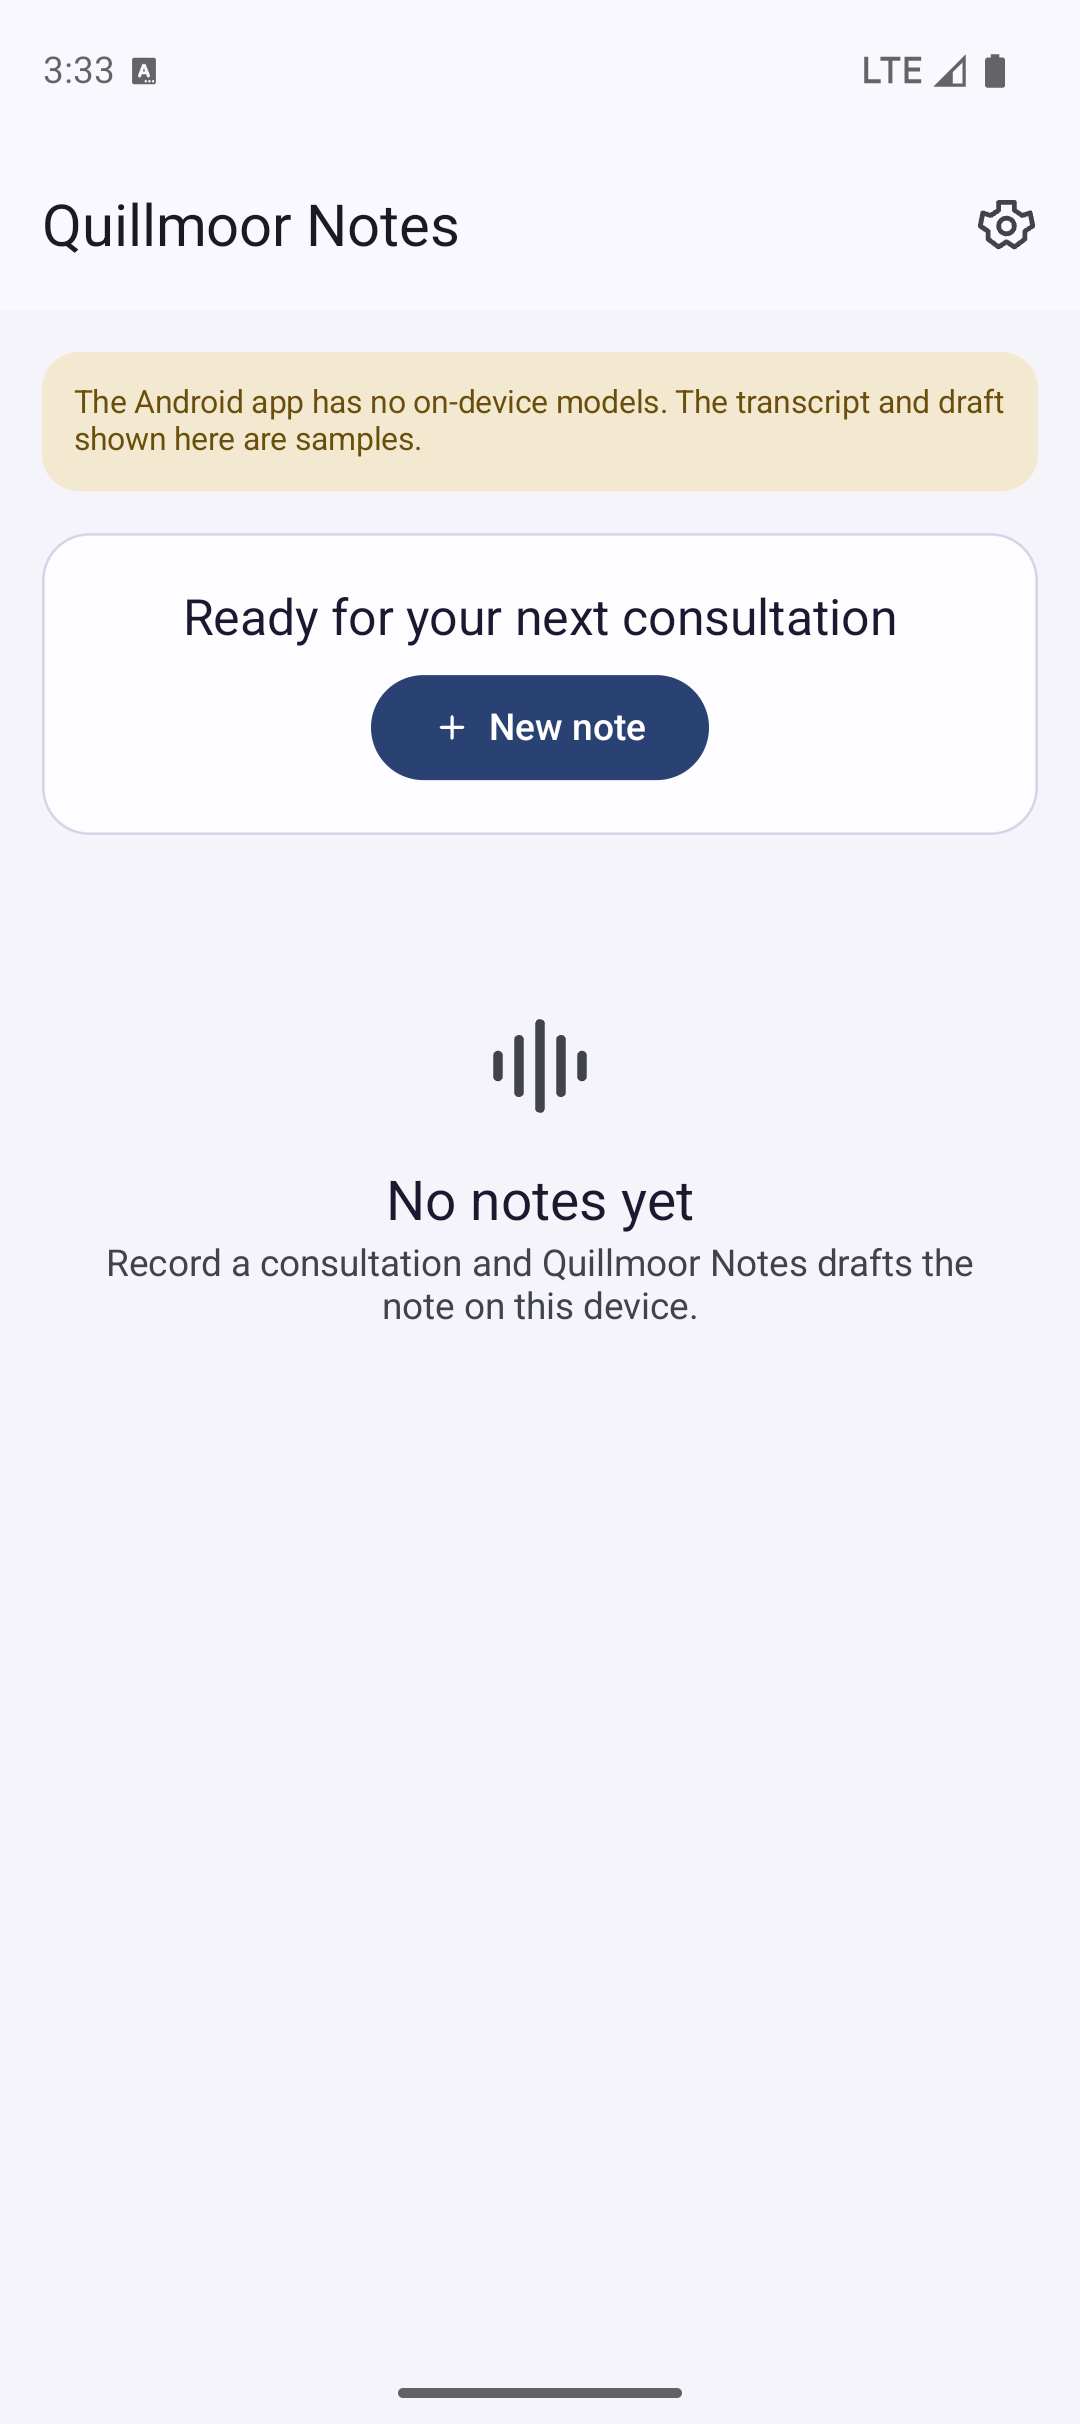 3:33
LTE
Quillmoor Notes
The Android app has no on-device models. The transcript and draft
shown here are samples.
Ready for your next consultation
+ New note
No notes yet
Record a consultation and Quillmoor Notes drafts the
note on this device.